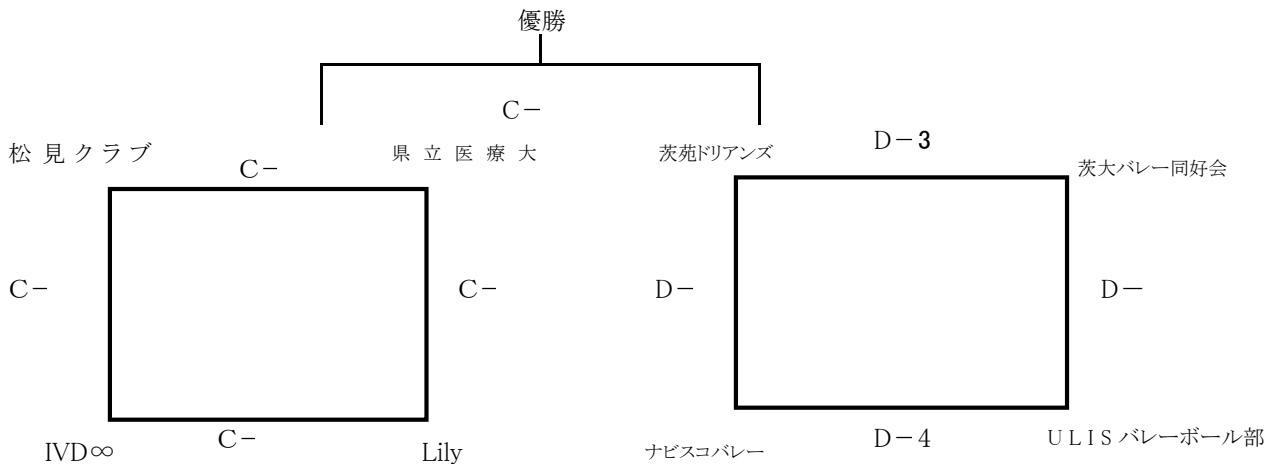 優勝
C－
松見クラブ
C－
県立医療大
茨苑ドリアンズ
D－3
茨大バレー同好会
C－
C－
D－
D－
IVD∞
C－
Lily
ナビスコバレー
D－4
ULISバレーボール部